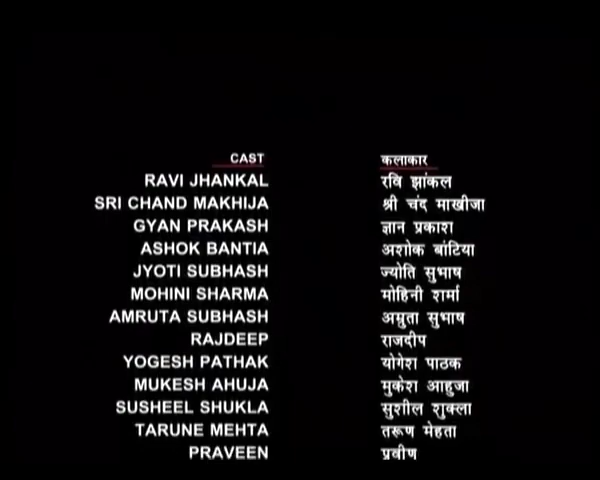 CAST कलाकार
RAVI JHANKAL रवि झांकल
SRI CHAND MAKHIJA श्री चंद माखीजा
GYAN PRAKASH ज्ञान प्रकाश
ASHOK BANTIA अशोक बांटिया
JYOTI SUBHASH ज्योति सुभाष
MOHINI SHARMA मोहिनी शर्मा
AMRUTA SUBHASH अम्रुता सुभाष
RAJDEEP राजदीप
YOGESH PATHAK योगेश पाठक
MUKESH AHUJA मुकेश आहुजा
SUSHEEL SHUKLA सुशील शुक्ला
TARUNE MEHTA तरूण मेहता
PRAVEEN प्रवीण